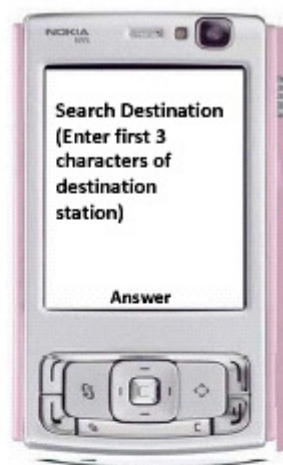 NOKIA
Search Destination
(Enter first 3
characters of
destination
station)
Answer